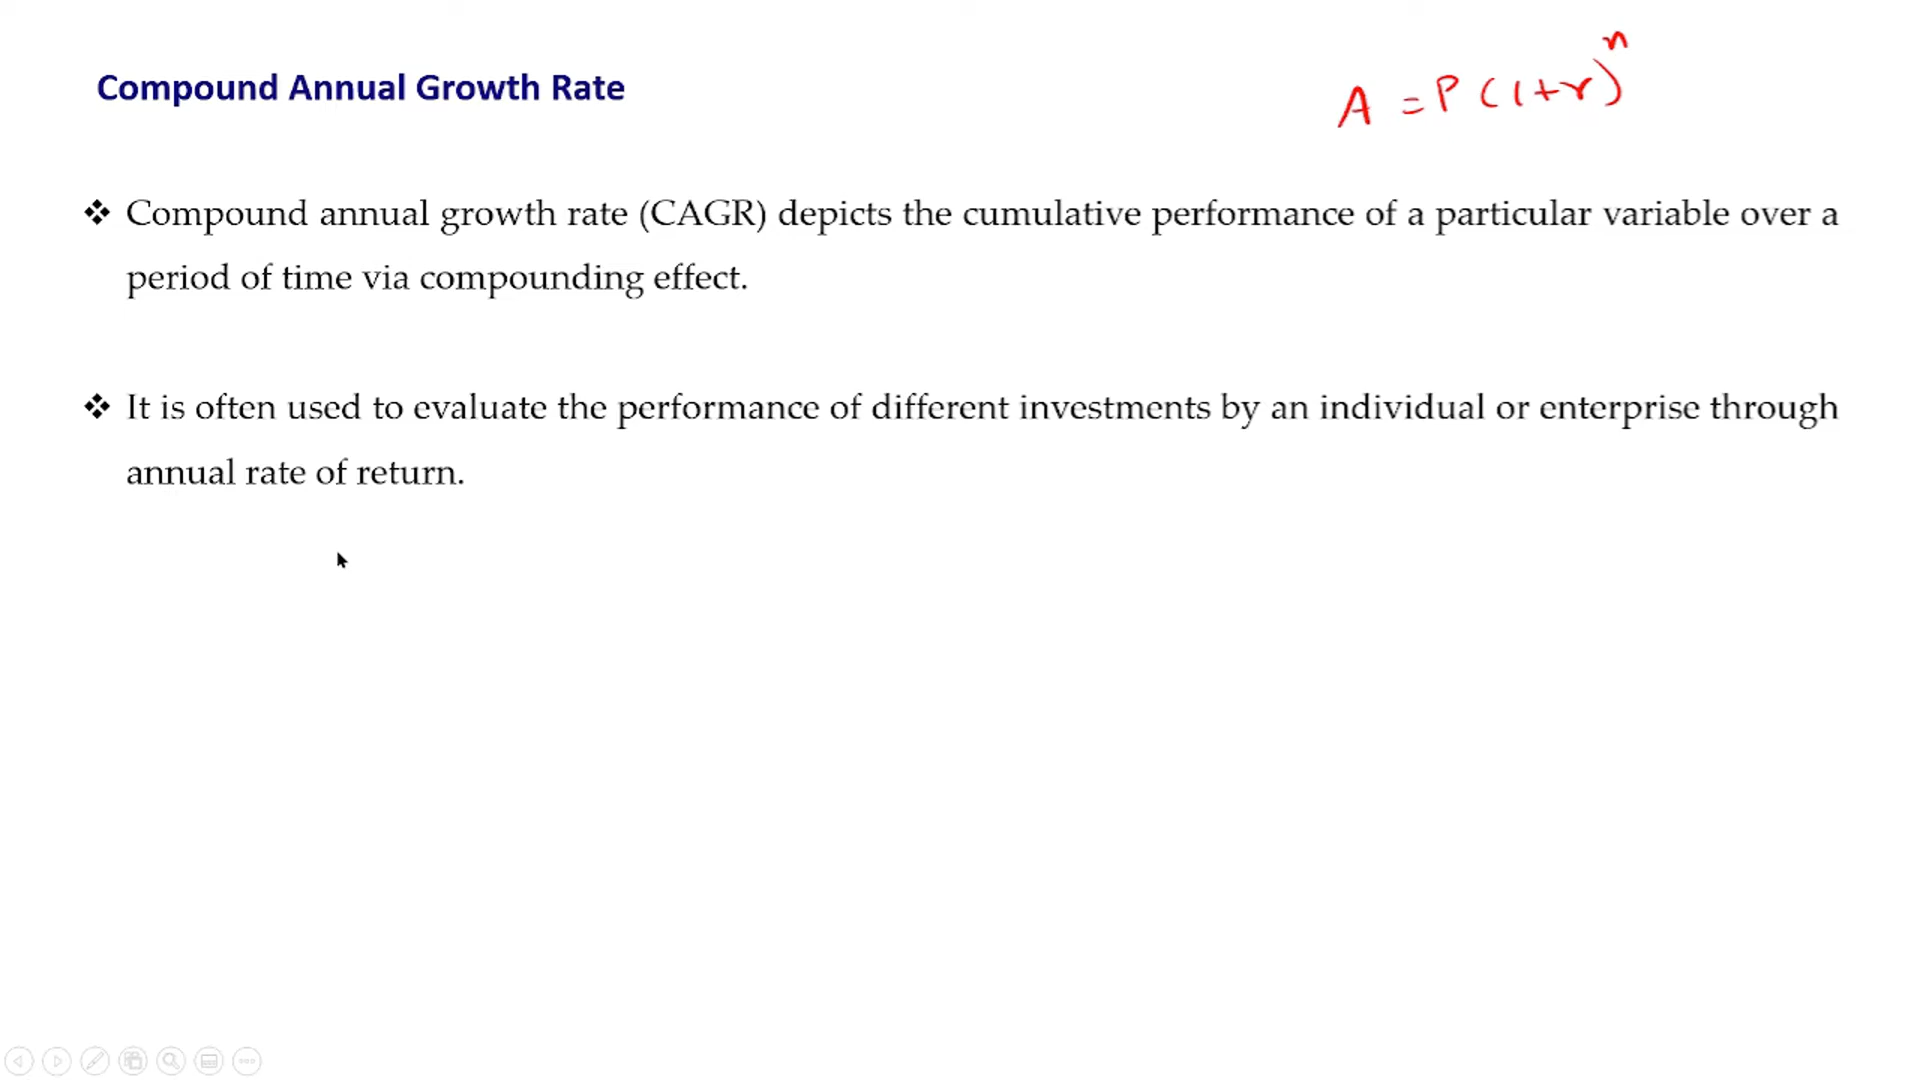 Compound Annual Growth Rate
A = P (1+r)^n
❖ Compound annual growth rate (CAGR) depicts the cumulative performance of a particular variable over a
period of time via compounding effect.
❖ It is often used to evaluate the performance of different investments by an individual or enterprise through
annual rate of return.